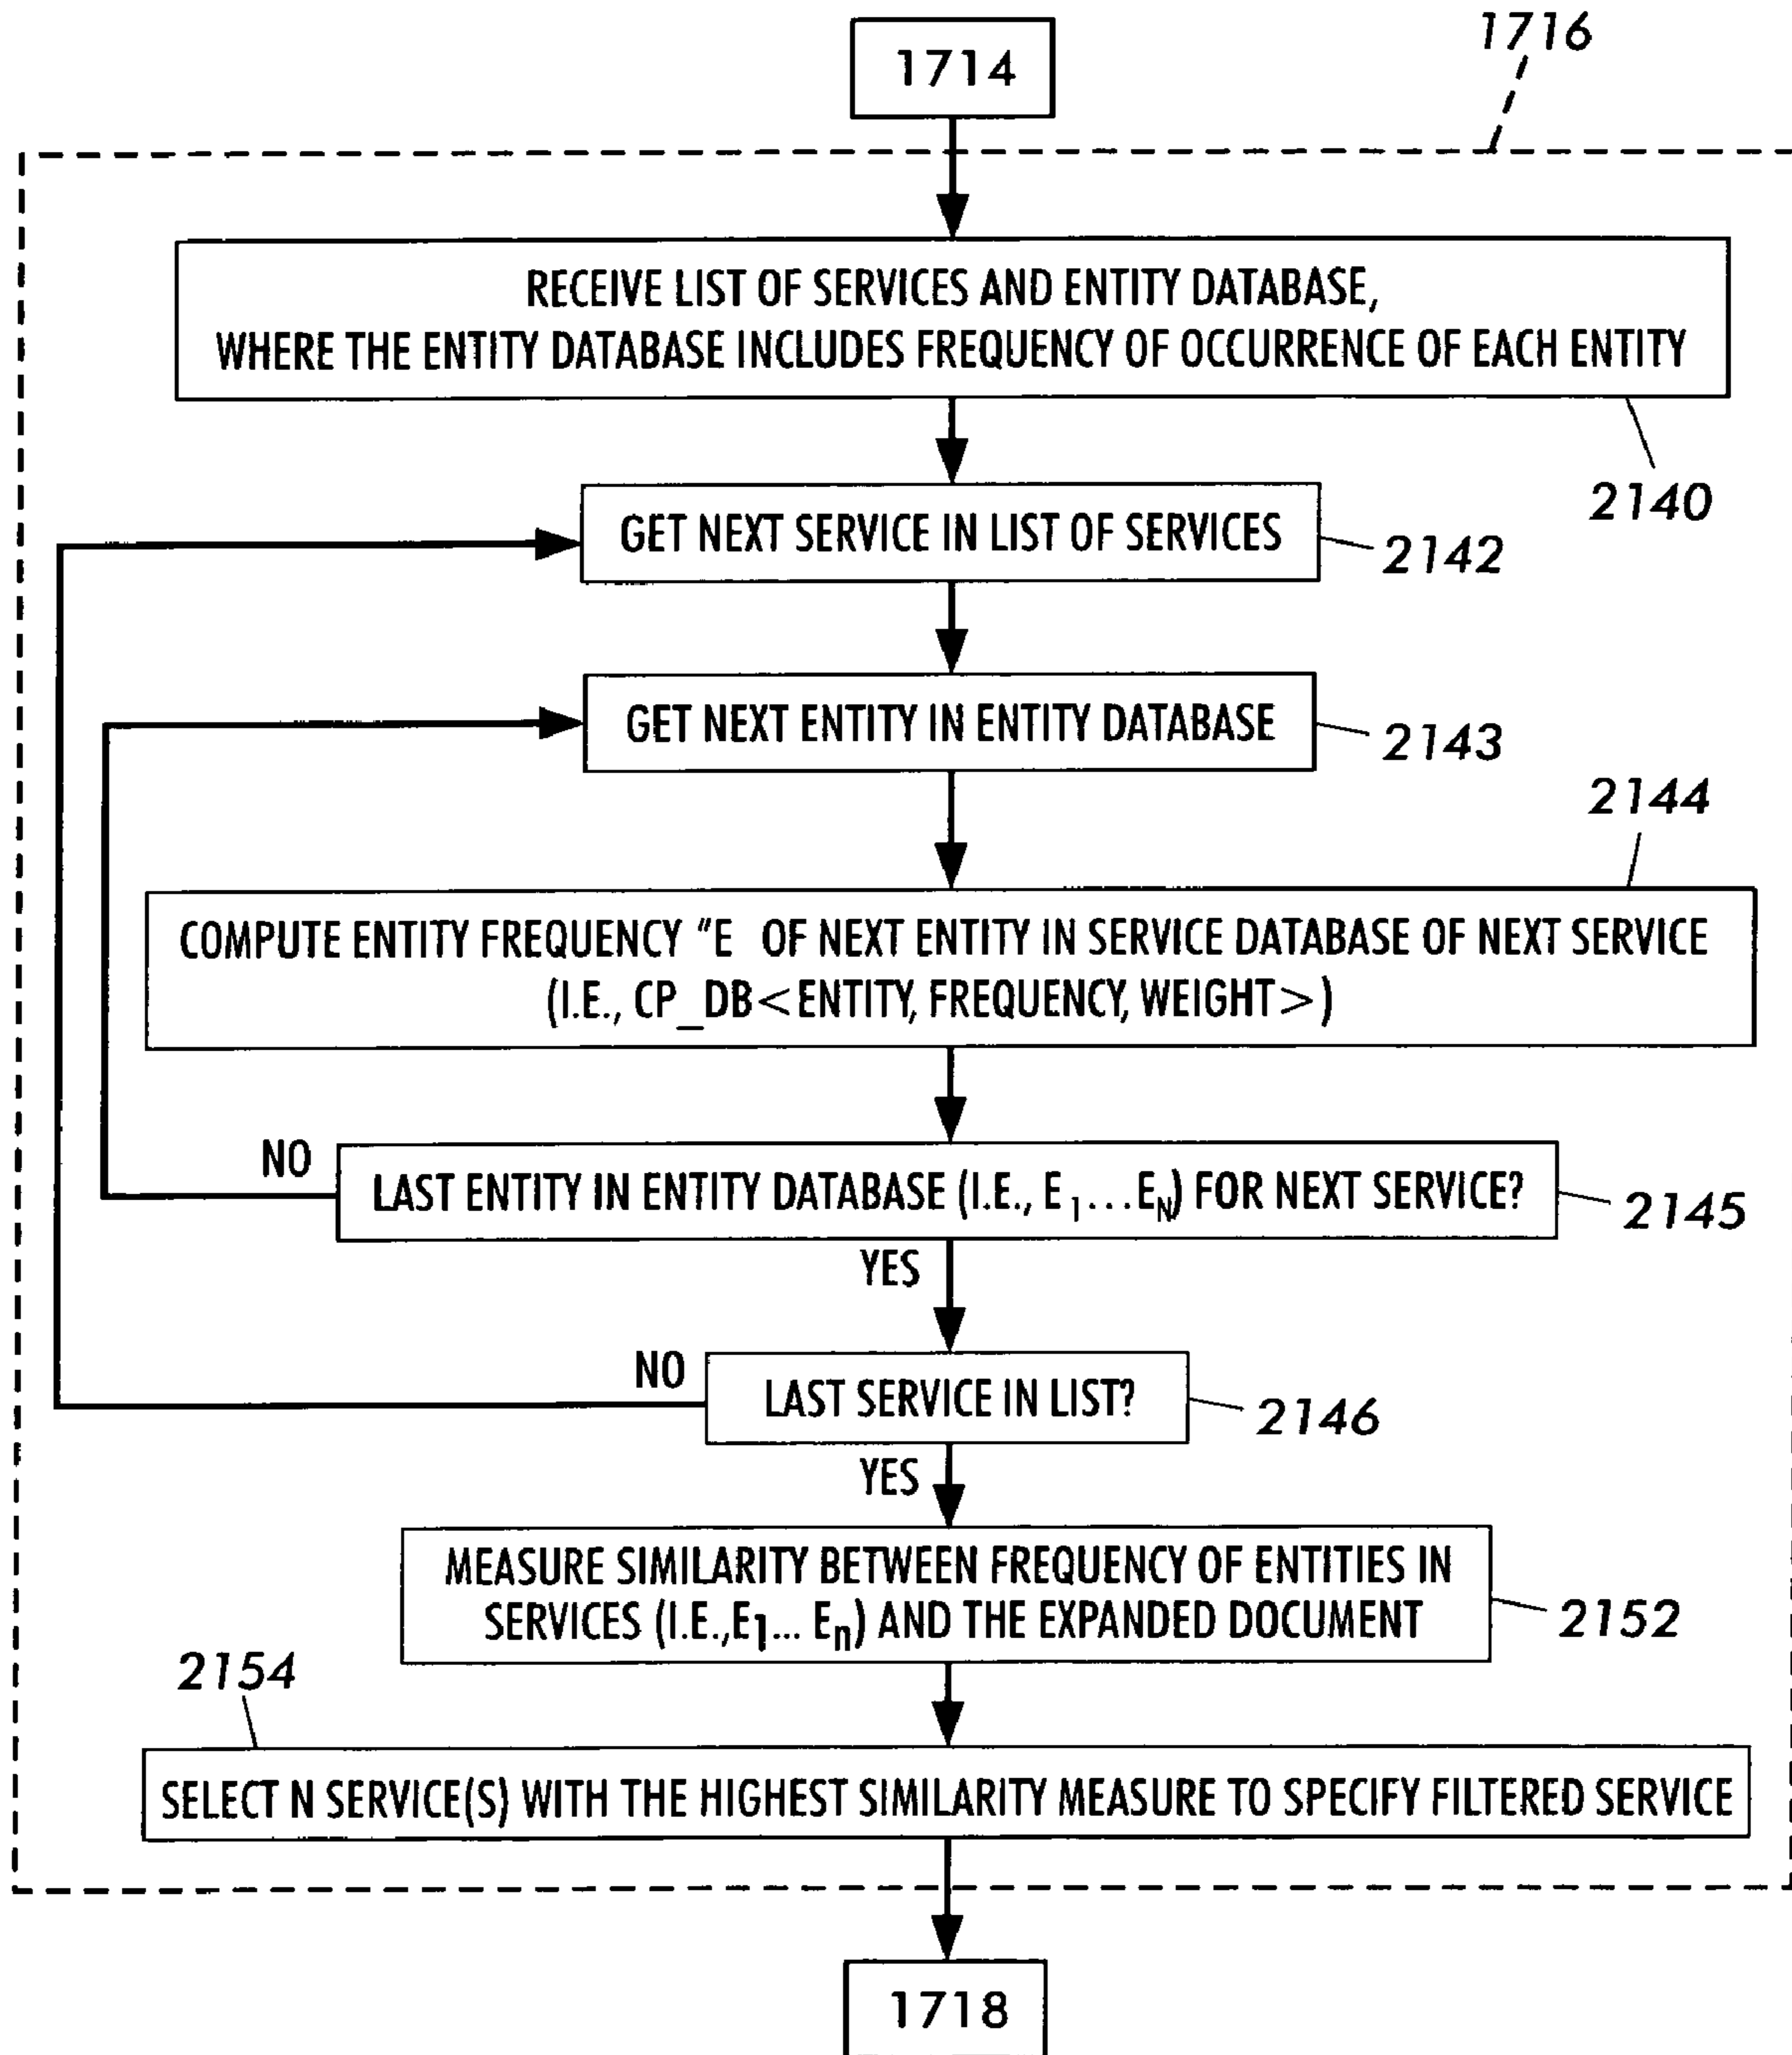 1714
1716
RECEIVE LIST OF SERVICES AND ENTITY DATABASE,
WHERE THE ENTITY DATABASE INCLUDES FREQUENCY OF OCCURRENCE OF EACH ENTITY
2140
GET NEXT SERVICE IN LIST OF SERVICES
2142
GET NEXT ENTITY IN ENTITY DATABASE
2143
2144
COMPUTE ENTITY FREQUENCY "E OF NEXT ENTITY IN SERVICE DATABASE OF NEXT SERVICE
(I.E., CP_DB<ENTITY, FREQUENCY, WEIGHT>)
NO
LAST ENTITY IN ENTITY DATABASE (I.E., E1...EN) FOR NEXT SERVICE?
2145
YES
NO
LAST SERVICE IN LIST?
2146
YES
MEASURE SIMILARITY BETWEEN FREQUENCY OF ENTITIES IN
SERVICES (I.E.,E1... En) AND THE EXPANDED DOCUMENT
2152
2154
SELECT N SERVICE(S) WITH THE HIGHEST SIMILARITY MEASURE TO SPECIFY FILTERED SERVICE
1718